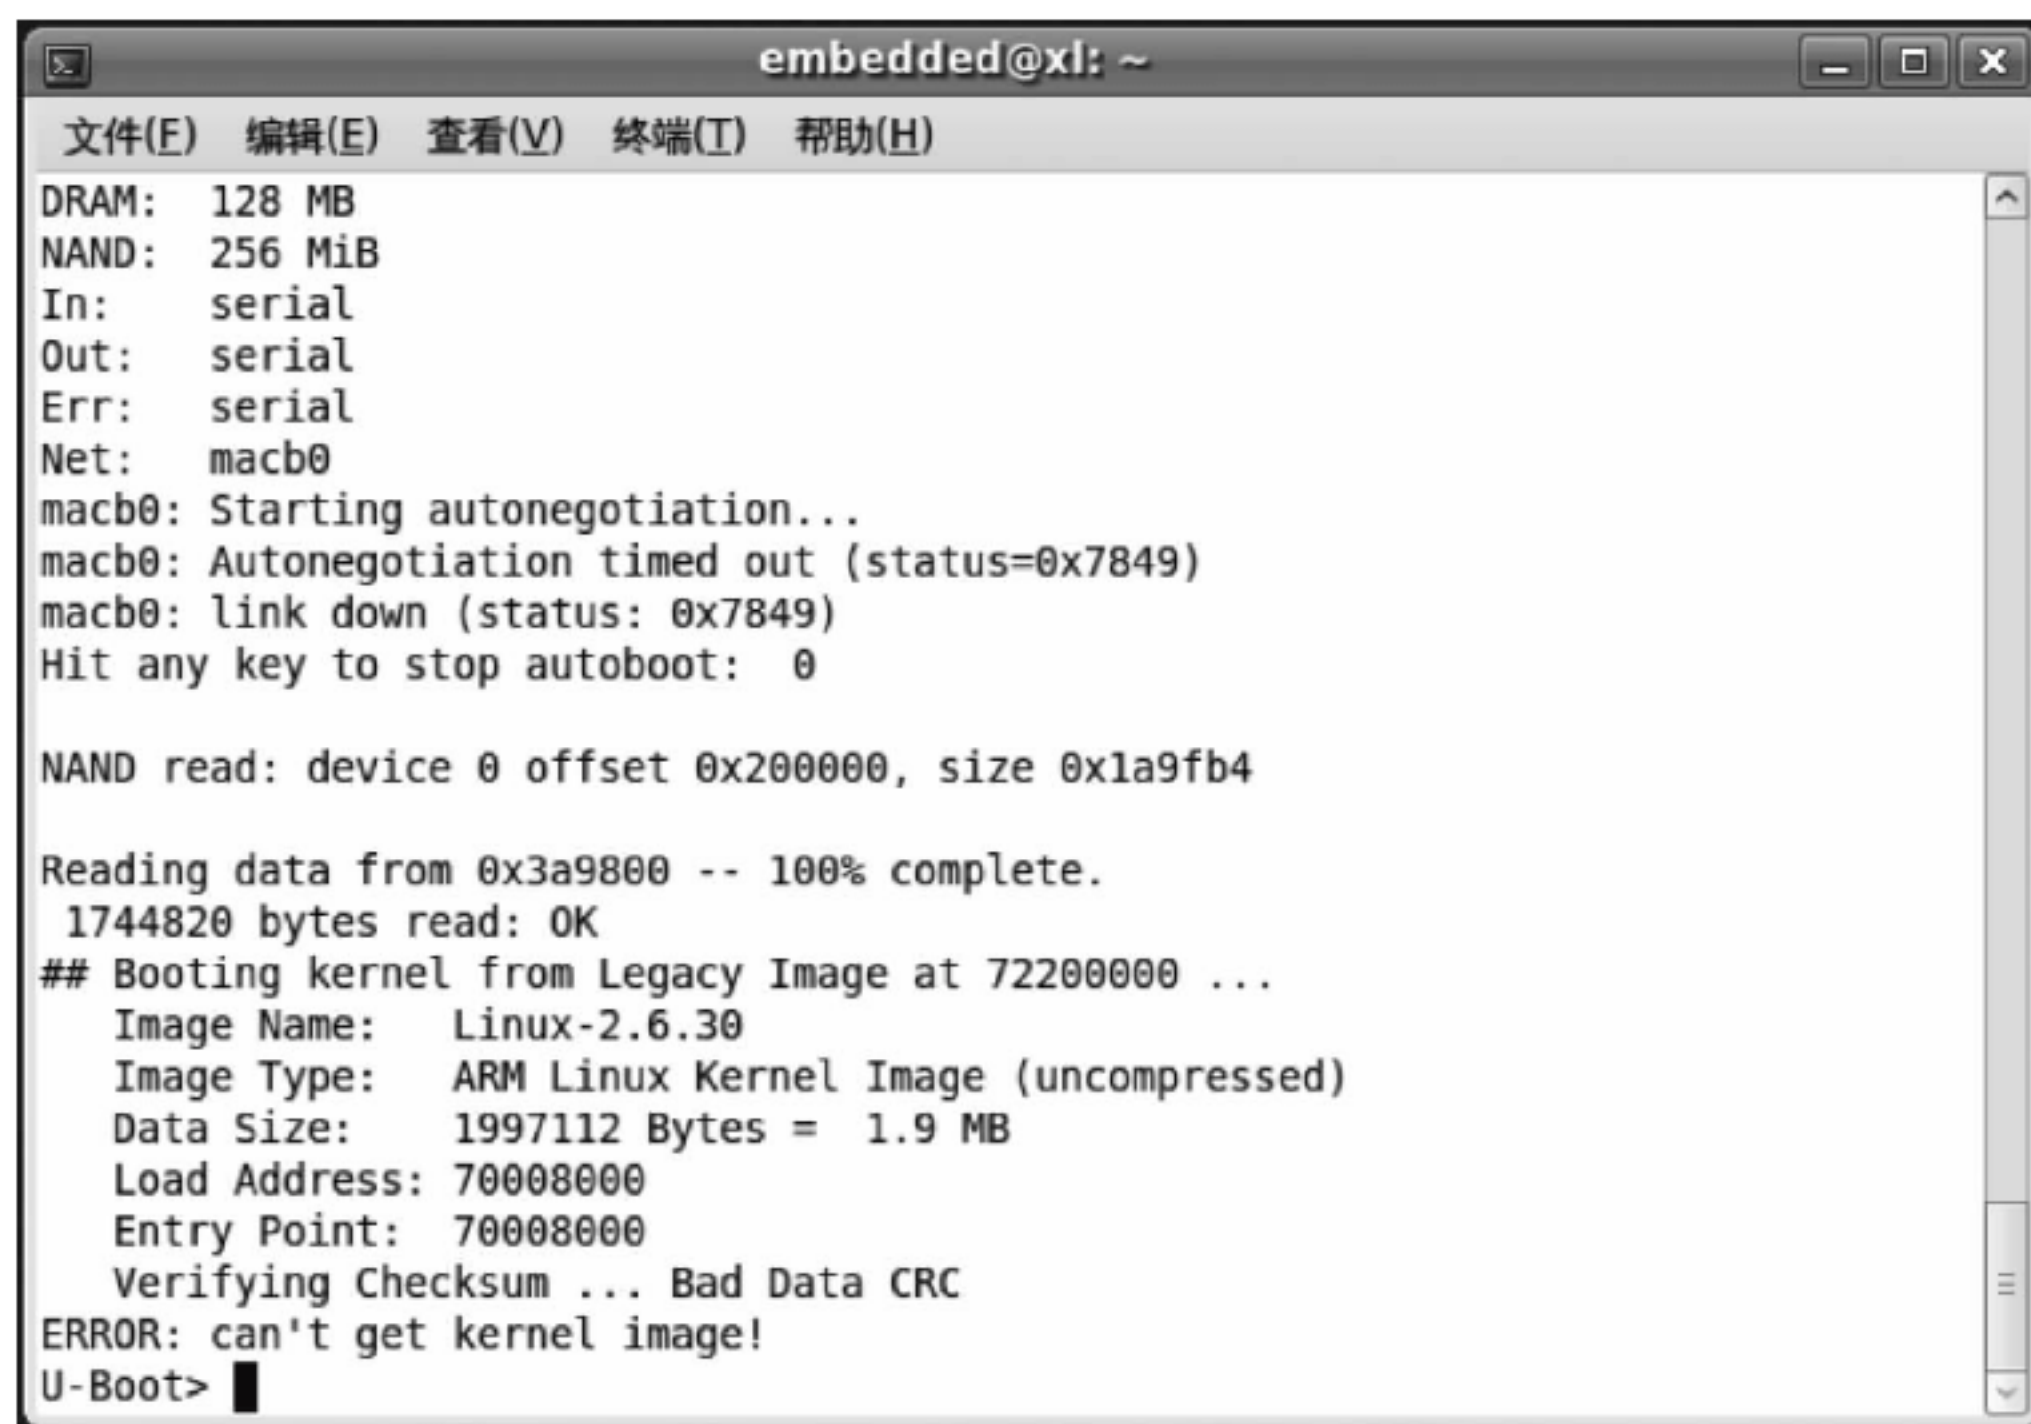 embedded@xl: ~
文件(F) 编辑(E) 查看(V) 终端(T) 帮助(H)
DRAM:  128 MB
NAND:  256 MiB
In:    serial
Out:   serial
Err:   serial
Net:   macb0
macb0: Starting autonegotiation...
macb0: Autonegotiation timed out (status=0x7849)
macb0: link down (status: 0x7849)
Hit any key to stop autoboot:  0
NAND read: device 0 offset 0x200000, size 0x1a9fb4
Reading data from 0x3a9800 -- 100% complete.
 1744820 bytes read: OK
## Booting kernel from Legacy Image at 72200000 ...
   Image Name:   Linux-2.6.30
   Image Type:   ARM Linux Kernel Image (uncompressed)
   Data Size:    1997112 Bytes =  1.9 MB
   Load Address: 70008000
   Entry Point:  70008000
   Verifying Checksum ... Bad Data CRC
ERROR: can't get kernel image!
U-Boot>